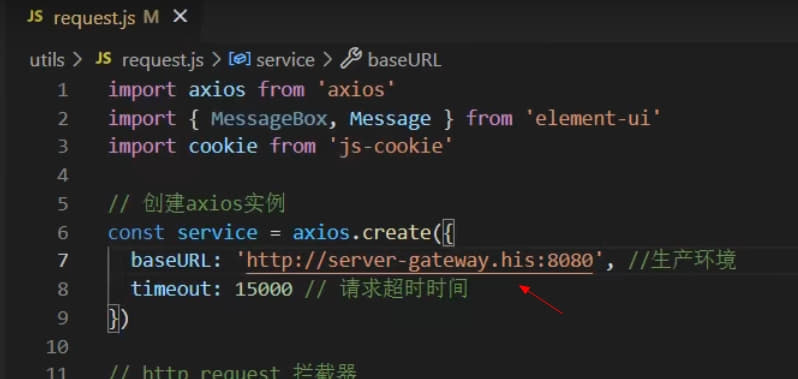 JS request.js M ×
utils > JS request.js > service > baseURL
1 import axios from 'axios'
2 import { MessageBox, Message } from 'element-ui'
3 import cookie from 'js-cookie'
4
5 // 创建axios实例
6 const service = axios.create({
7 baseURL: 'http://server-gateway.his:8080', //生产环境
8 timeout: 15000 // 请求超时时间
9 })
10
11 // http request 拦截器